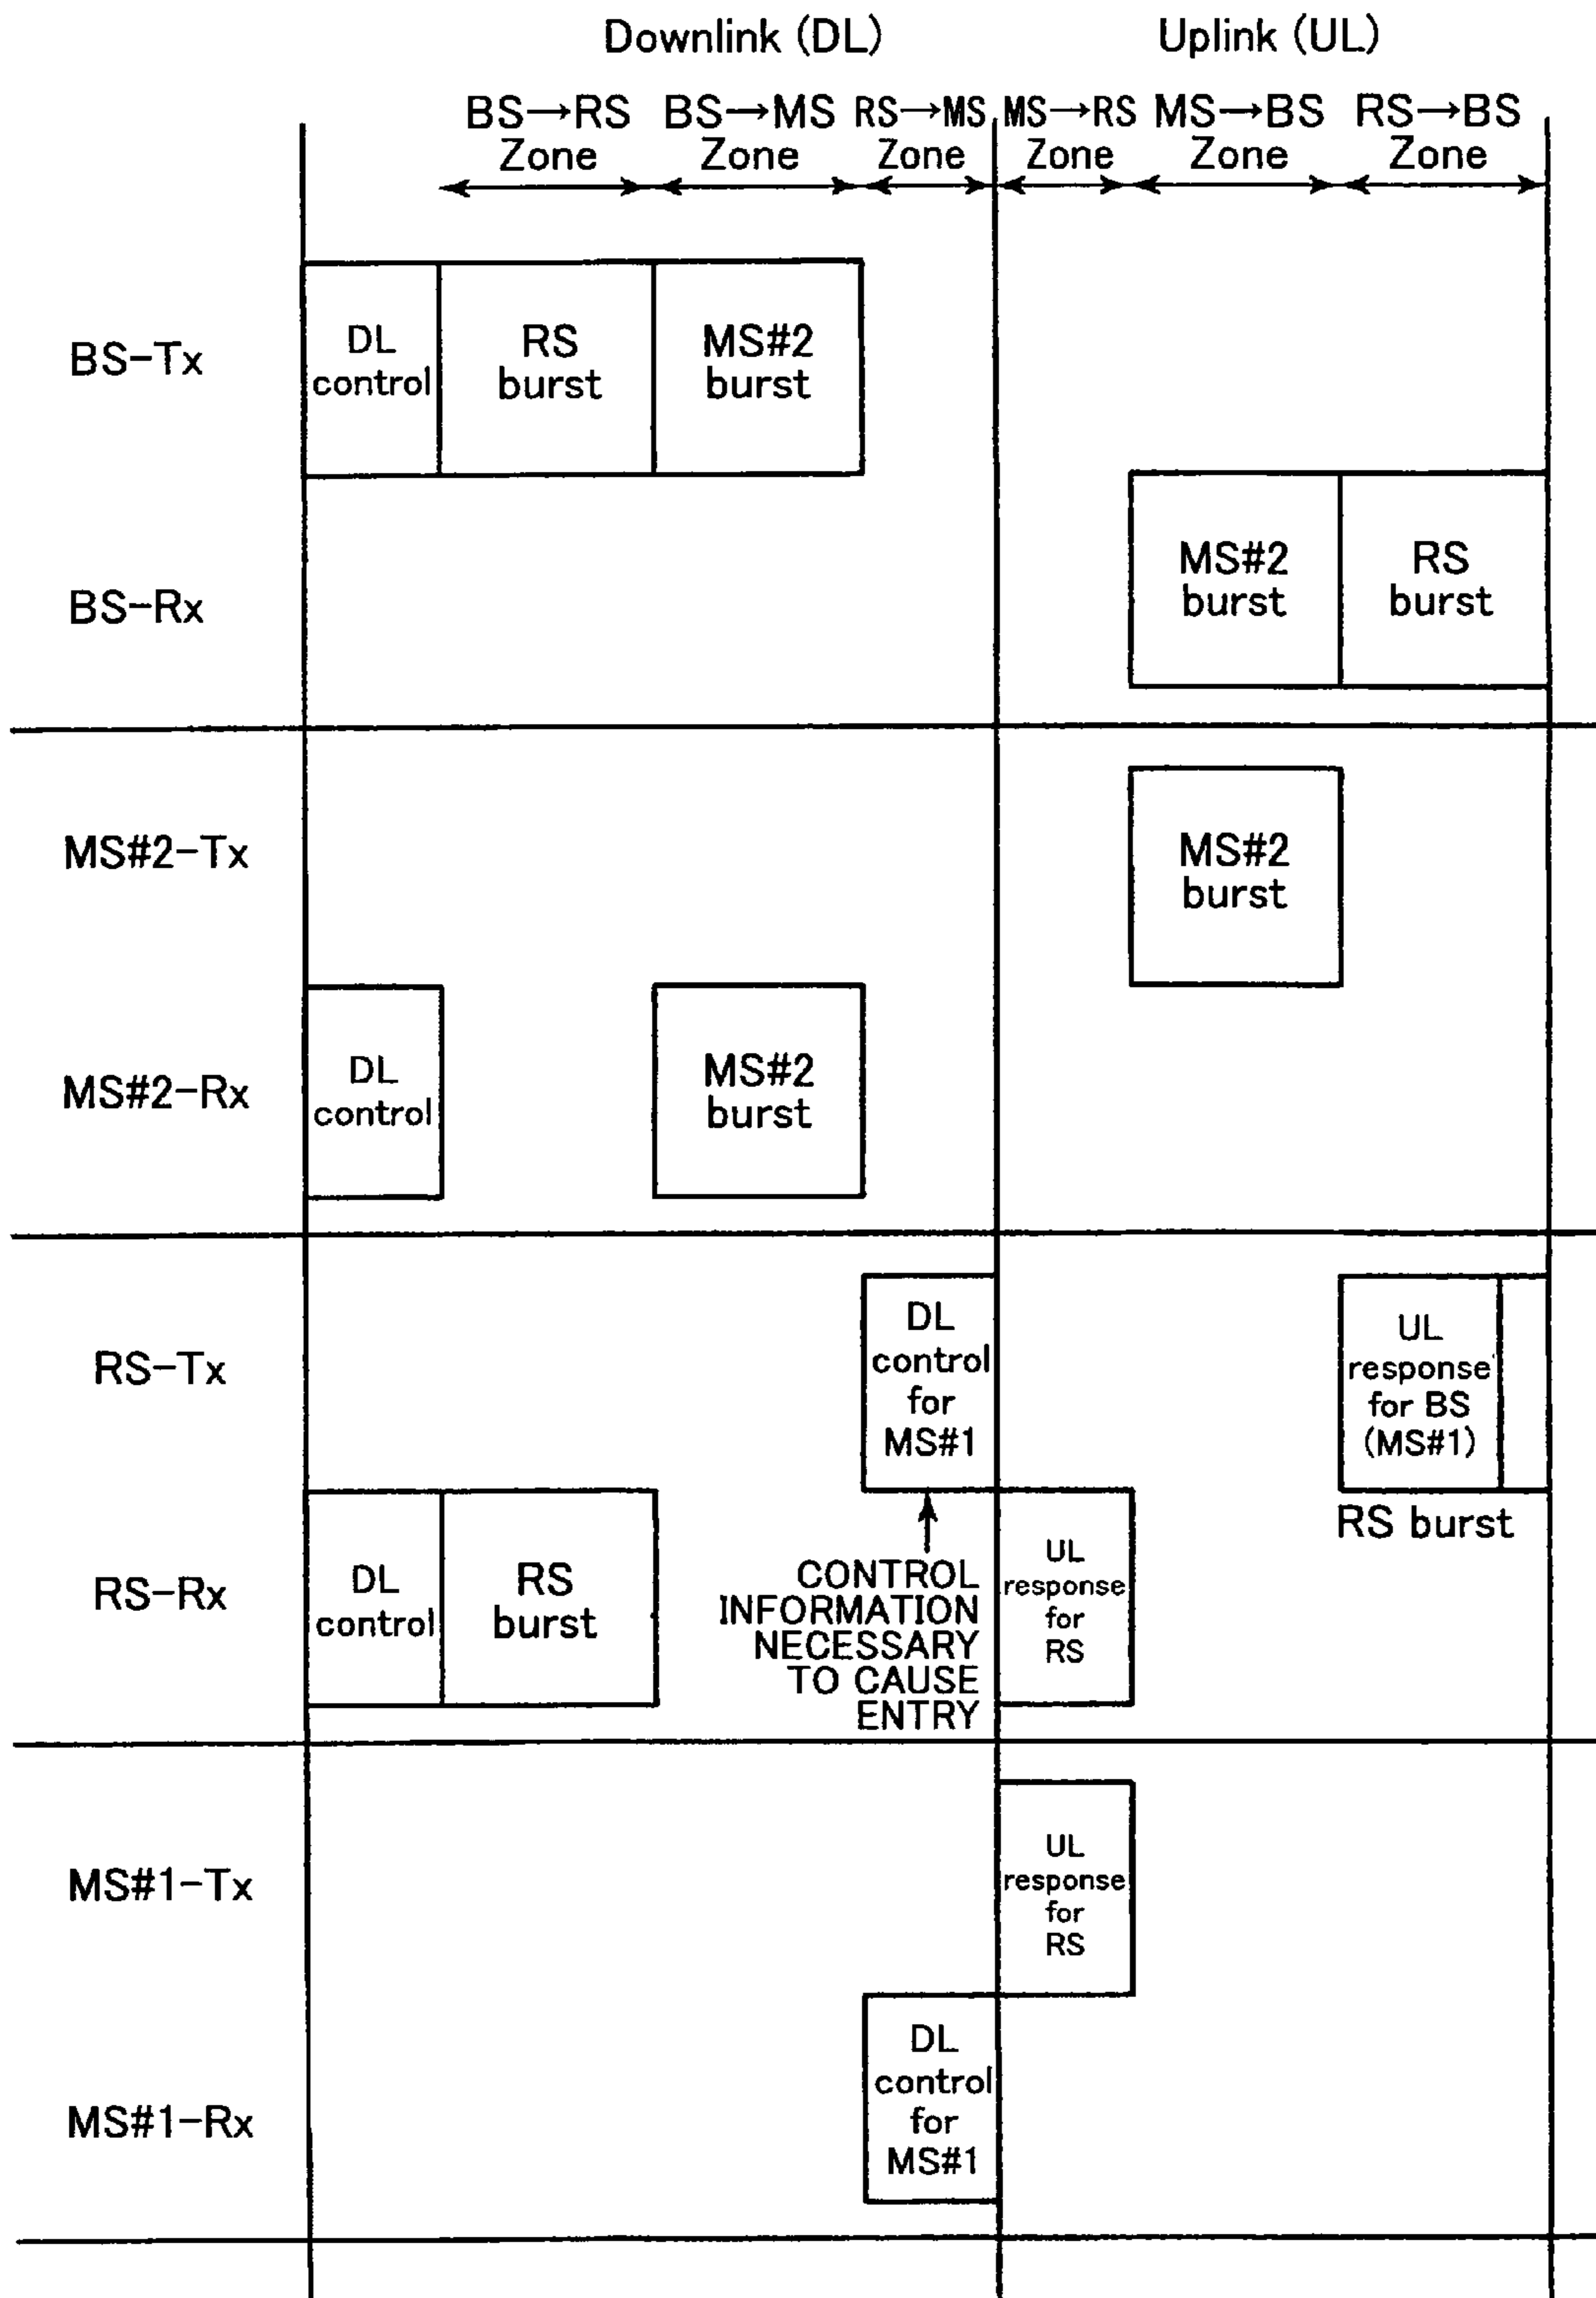 Downlink (DL)
Uplink (UL)
BS→RS
Zone
BS→MS
Zone
RS→MS
Zone
MS→RS
Zone
MS→BS
Zone
RS→BS
Zone
BS-Tx
DL
control
RS
burst
MS#2
burst
BS-Rx
MS#2
burst
RS
burst
MS#2-Tx
MS#2
burst
MS#2-Rx
DL
control
MS#2
burst
RS-Tx
DL
control
for
MS#1
UL
response
for BS
(MS#1)
RS burst
RS-Rx
DL
control
RS
burst
CONTROL
INFORMATION
NECESSARY
TO CAUSE
ENTRY
UL
response
for
RS
MS#1-Tx
UL
response
for
RS
MS#1-Rx
DL
control
for
MS#1